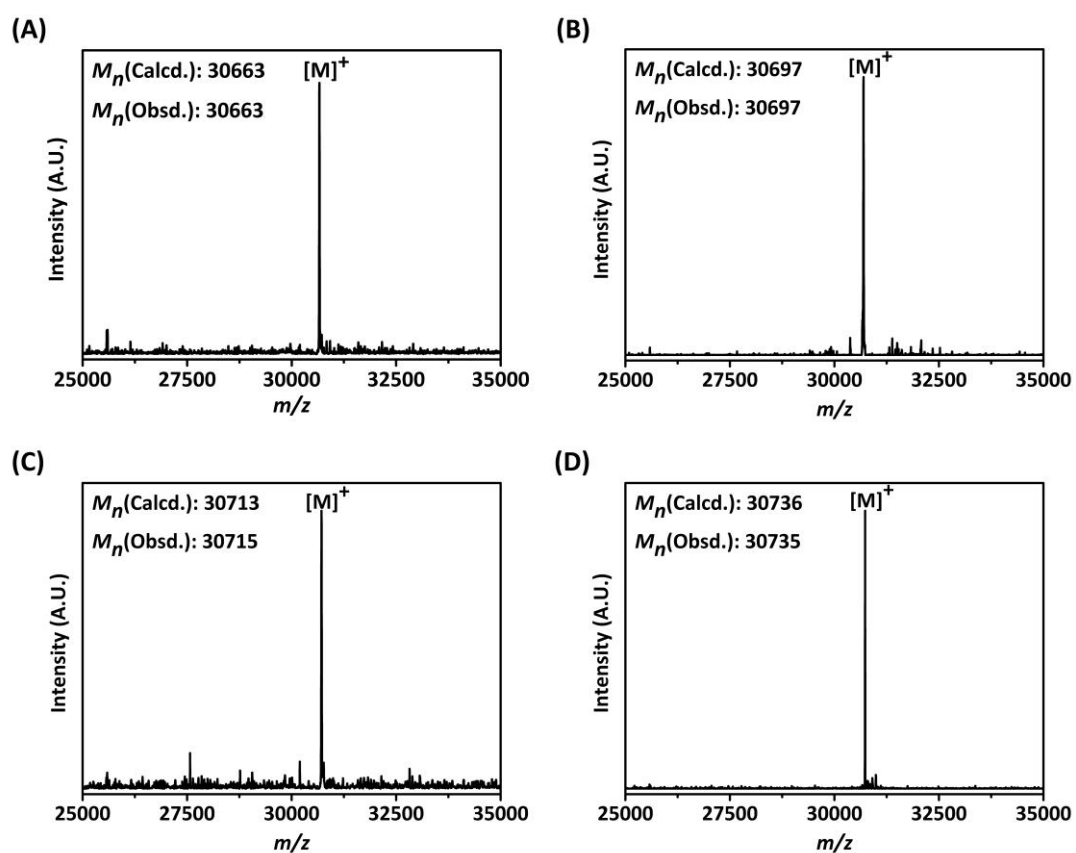 (A)
Mn(Calcd.): 30663
Mn(Obsd.): 30663
[M]+
Intensity (A.U.)
25000 27500 30000 32500 35000
m/z
(B)
Mn(Calcd.): 30697
Mn(Obsd.): 30697
[M]+
Intensity (A.U.)
25000 27500 30000 32500 35000
m/z
(C)
Mn(Calcd.): 30713
Mn(Obsd.): 30715
[M]+
Intensity (A.U.)
25000 27500 30000 32500 35000
m/z
(D)
Mn(Calcd.): 30736
Mn(Obsd.): 30735
[M]+
Intensity (A.U.)
25000 27500 30000 32500 35000
m/z